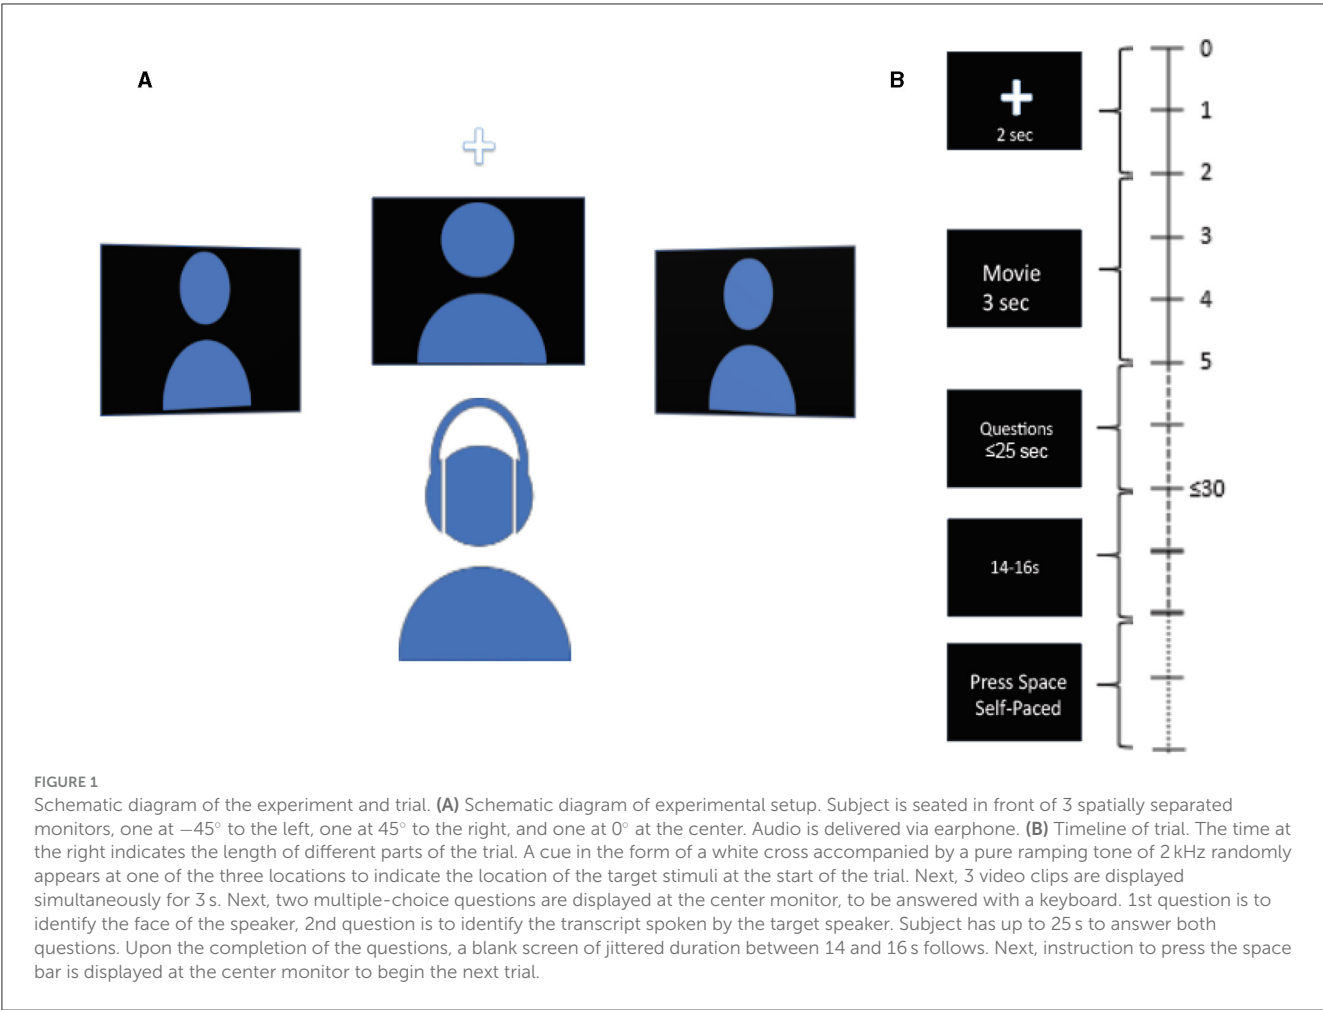 A
B
2 sec
0
1
2
Movie
3 sec
3
4
5
Questions
≤25 sec
≤30
14-16s
Press Space
Self-Paced
FIGURE 1
Schematic diagram of the experiment and trial. (A) Schematic diagram of experimental setup. Subject is seated in front of 3 spatially separated
monitors, one at −45° to the left, one at 45° to the right, and one at 0° at the center. Audio is delivered via earphone. (B) Timeline of trial. The time at
the right indicates the length of different parts of the trial. A cue in the form of a white cross accompanied by a pure ramping tone of 2 kHz randomly
appears at one of the three locations to indicate the location of the target stimuli at the start of the trial. Next, 3 video clips are displayed
simultaneously for 3 s. Next, two multiple-choice questions are displayed at the center monitor, to be answered with a keyboard. 1st question is to
identify the face of the speaker, 2nd question is to identify the transcript spoken by the target speaker. Subject has up to 25 s to answer both
questions. Upon the completion of the questions, a blank screen of jittered duration between 14 and 16 s follows. Next, instruction to press the space
bar is displayed at the center monitor to begin the next trial.